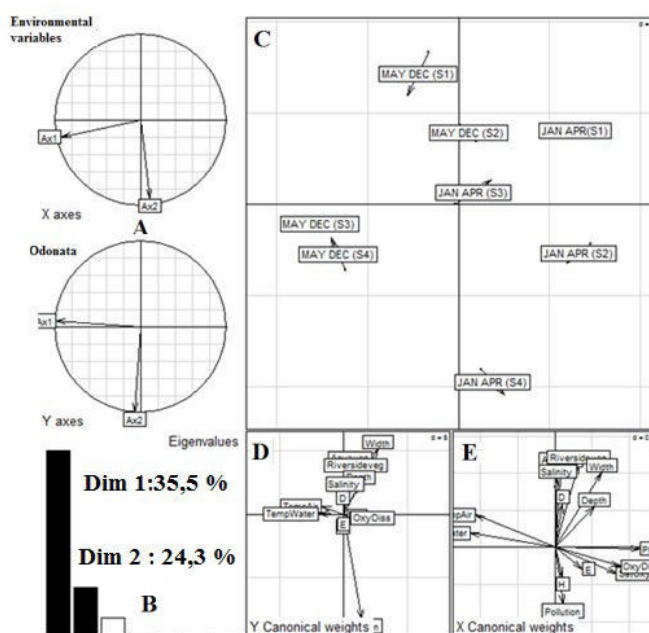 Environmental
variables
Ax1
Ax2
X axes
A
Odonata
Ax1
Ax2
Y axes
Eigenvalues
Dim 1:35,5 %
Dim 2 : 24,3 %
B
C
MAY DEC (S1)
MAY DEC (S2)
JAN APR(S1)
JAN APR (S3)
MAY DEC (S3)
MAY DEC (S4)
JAN APR (S2)
JAN APR (S4)
D
Width
Riversideveg
Salinity
D
TempWater
OxyDiss
E
Y Canonical weights
E
Riversideveg
Salinity
Width
D
Depth
E
H
Pollution
X Canonical weights